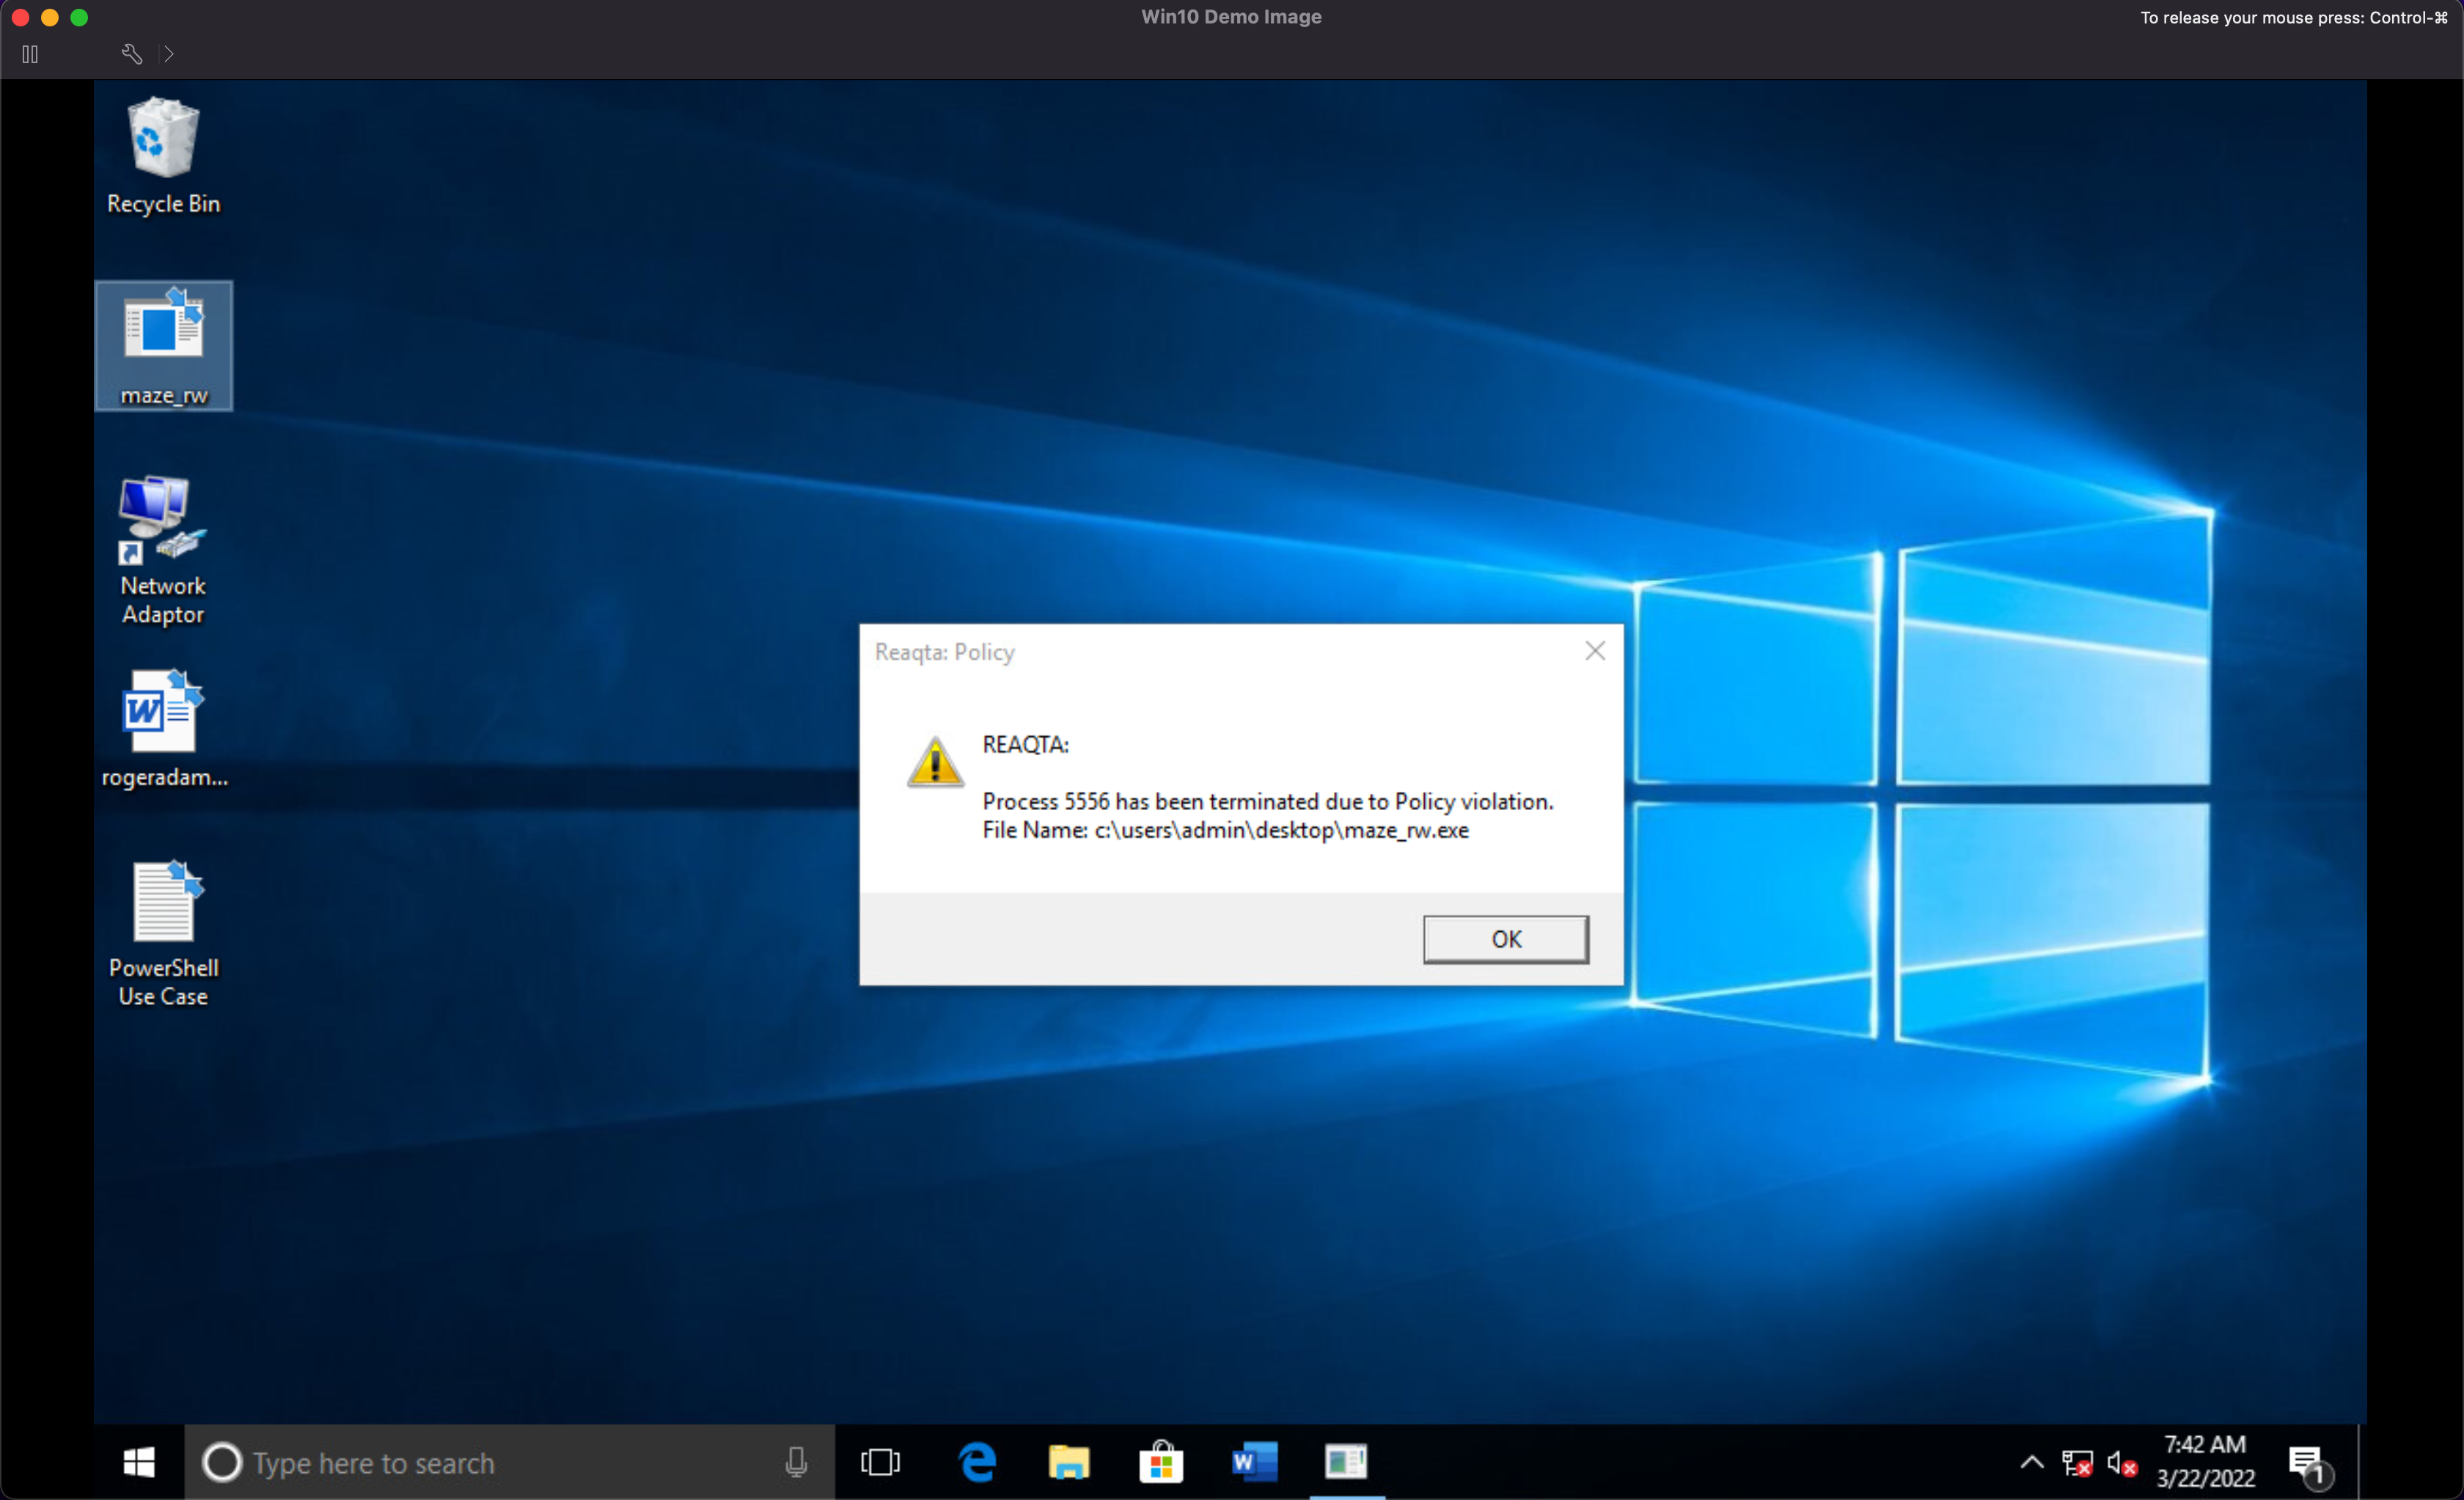 Win10 Demo Image
To release your mouse press: Control-⌘
Recycle Bin
maze_rw
Network
Adaptor
rogeradam...
PowerShell
Use Case
Reaqta: Policy
REAQTA:
Process 5556 has been terminated due to Policy violation.
File Name: c:\users\admin\desktop\maze_rw.exe
OK
Type here to search
W
W
7:42 AM
3/22/2022
1